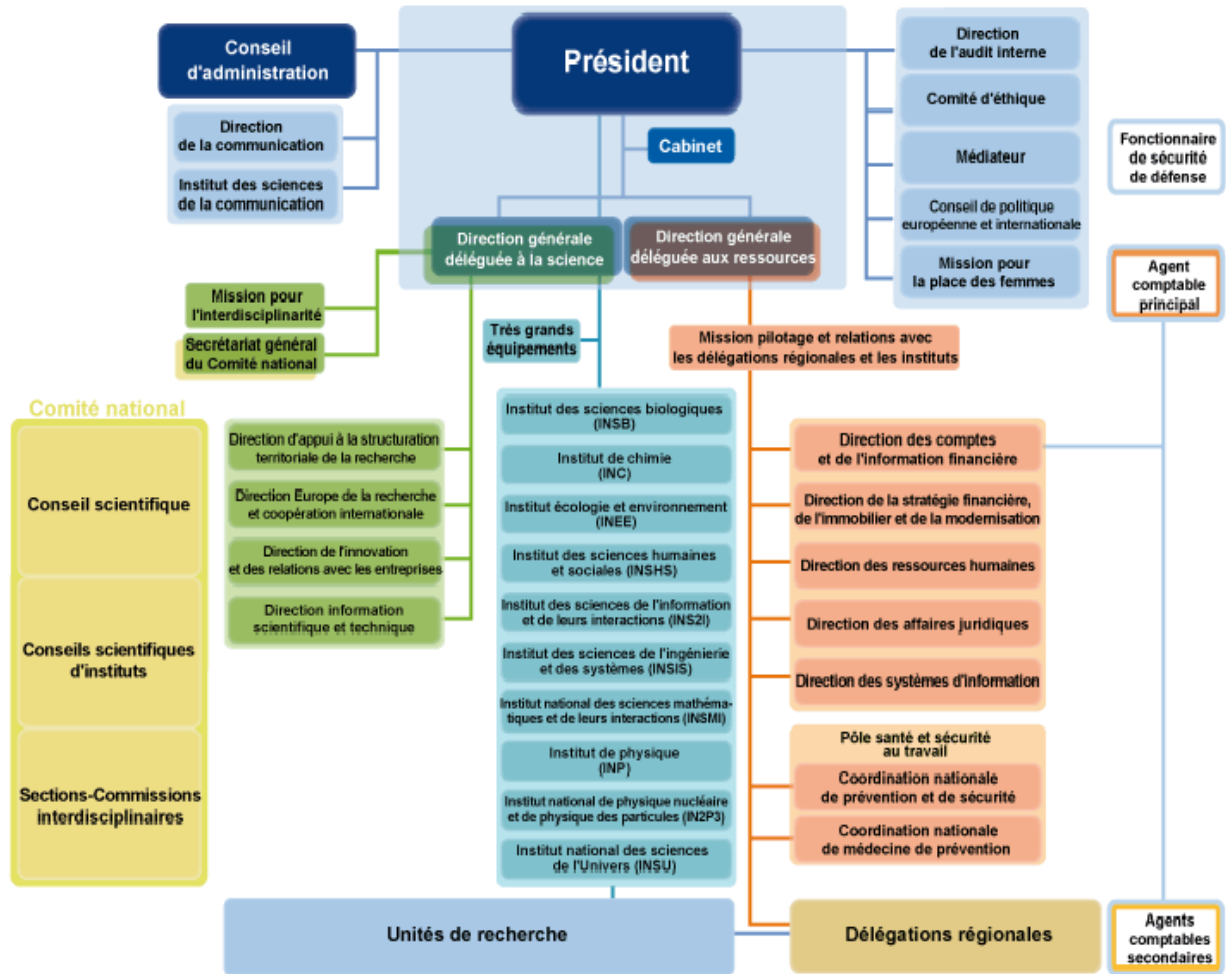 Conseil
d'administration
Président
Direction
de l'audit interne
Comité d'éthique
Médiateur
Conseil de politique
européenne et internationale
Mission pour
la place des femmes
Direction
de la communication
Institut des sciences
de la communication
Cabinet
Fonctionnaire
de sécurité
de défense
Direction générale
déléguée à la science
Direction générale
déléguée aux ressources
Agent
comptable
principal
Mission pour
l'interdisciplinarité
Secrétariat général
du Comité national
Très grands
équipements
Mission pilotage et relations avec
les délégations régionales et les instituts
Comité national
Conseil scientifique
Conseils scientifiques
d'instituts
Sections-Commissions
interdisciplinaires
Direction d'appui à la structuration
territoriale de la recherche
Direction Europe de la recherche
et coopération internationale
Direction de l'innovation
et des relations avec les entreprises
Direction information
scientifique et technique
Institut des sciences biologiques
(INSB)
Institut de chimie
(INC)
Institut écologie et environnement
(INEE)
Institut des sciences humaines
et sociales (INSHS)
Institut des sciences de l'information
et de leurs interactions (INS2I)
Institut des sciences de l'ingénierie
et des systèmes (INSIS)
Institut national des sciences mathéma-
tiques et de leurs interactions (INSMI)
Institut de physique
(INP)
Institut national de physique nucléaire
et de physique des particules (IN2P3)
Institut national des sciences
de l'Univers (INSU)
Direction des comptes
et de l'information financière
Direction de la stratégie financière,
de l'immobilier et de la modernisation
Direction des ressources humaines
Direction des affaires juridiques
Direction des systèmes d'information
Pôle santé et sécurité
au travail
Coordination nationale
de prévention et de sécurité
Coordination nationale
de médecine de prévention
Unités de recherche
Délégations régionales
Agents
comptables
secondaires